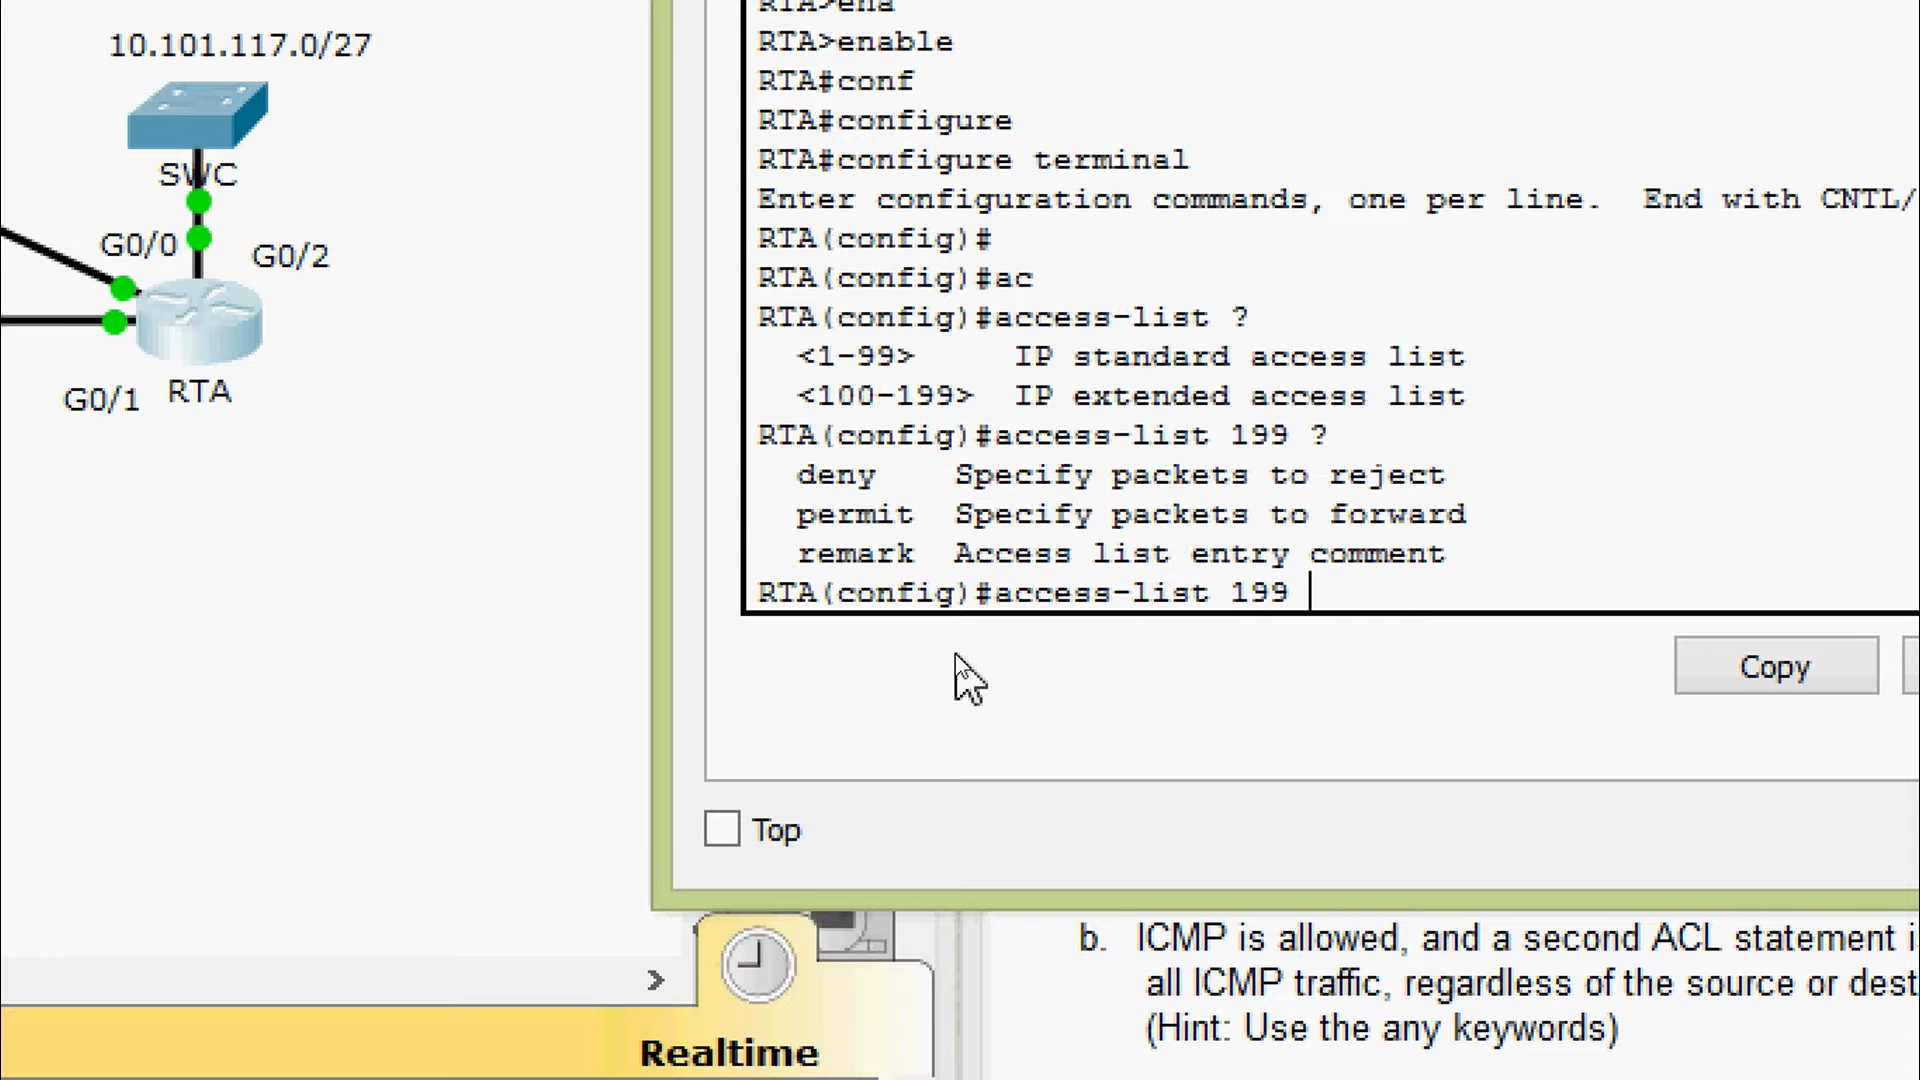 10.101.117.0/27
SWC
G0/0
G0/2
G0/1
RTA
RTA>ena
RTA>enable
RTA#conf
RTA#configure
RTA#configure terminal
Enter configuration commands, one per line.  End with CNTL/
RTA(config)#
RTA(config)#ac
RTA(config)#access-list ?
  <1-99>     IP standard access list
  <100-199>  IP extended access list
RTA(config)#access-list 199 ?
  deny    Specify packets to reject
  permit  Specify packets to forward
  remark  Access list entry comment
RTA(config)#access-list 199
Copy
Top
b. ICMP is allowed, and a second ACL statement i
all ICMP traffic, regardless of the source or dest
(Hint: Use the any keywords)
Realtime